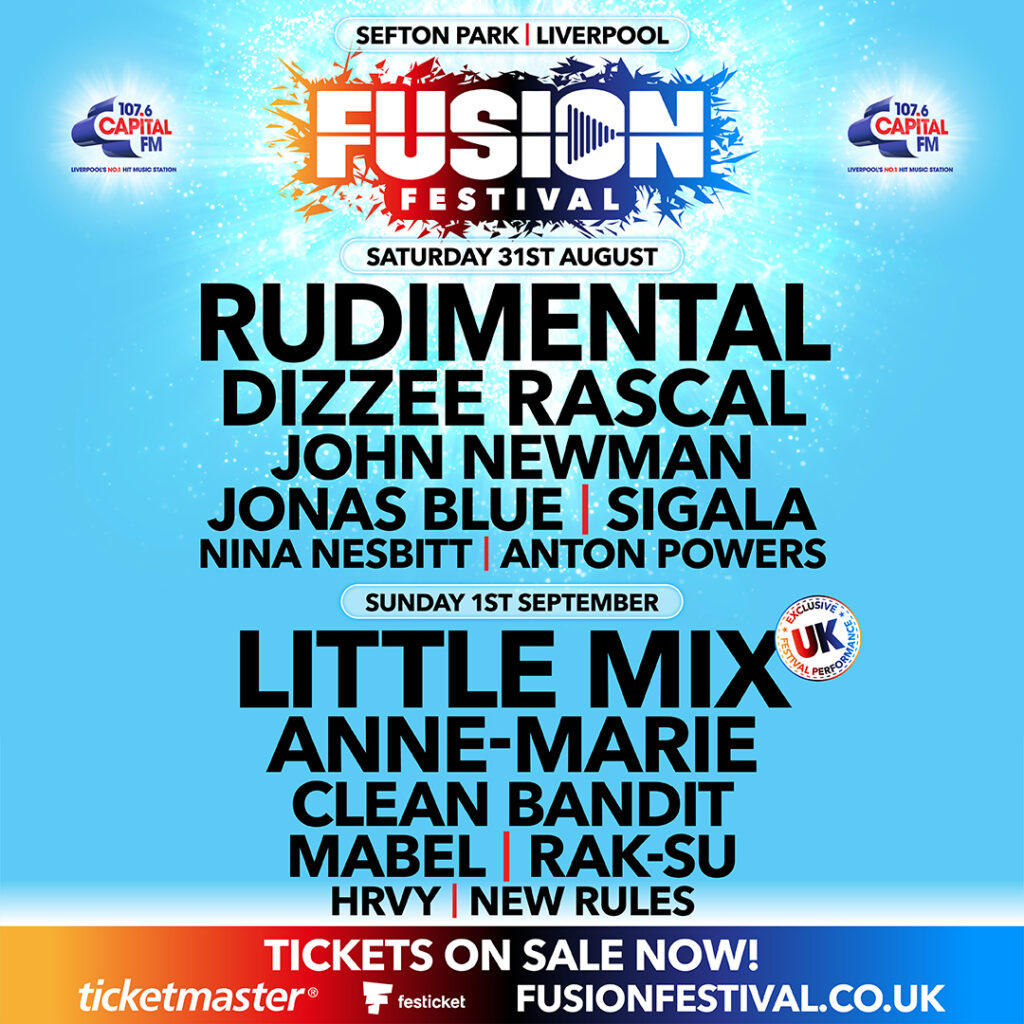 SEFTON PARK | LIVERPOOL
107.6
CAPITAL
FM
LIVERPOOL'S NO.1 HIT MUSIC STATION
FUSION
FESTIVAL
107.6
CAPITAL
FM
LIVERPOOL'S NO.1 HIT MUSIC STATION
SATURDAY 31ST AUGUST
RUDIMENTAL
DIZZEE RASCAL
JOHN NEWMAN
JONAS BLUE | SIGALA
NINA NESBITT | ANTON POWERS
SUNDAY 1ST SEPTEMBER
EXCLUSIVE
UK
FESTIVAL PERFORMANCE
LITTLE MIX
ANNE-MARIE
CLEAN BANDIT
MABEL | RAK-SU
HRVY | NEW RULES
TICKETS ON SALE NOW!
ticketmaster® festicket FUSIONFESTIVAL.CO.UK